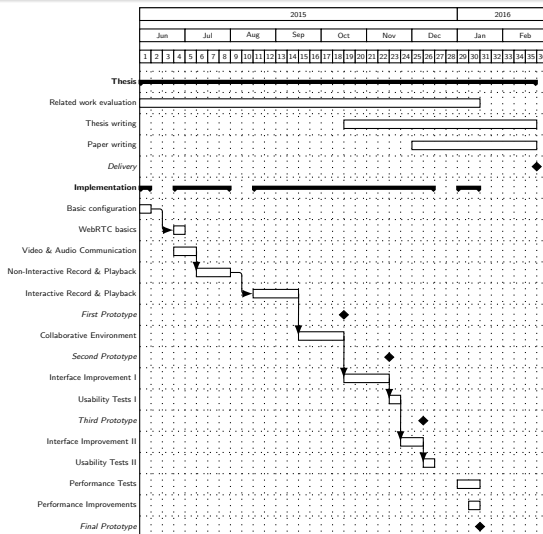 2015 2016
Jun Jul Aug Sep Oct Nov Dec Jan Feb
1 2 3 4 5 6 7 8 9 10 11 12 13 14 15 16 17 18 19 20 21 22 23 24 25 26 27 28 29 30 31 32 33 34 35
Thesis
Related work evaluation
Thesis writing
Paper writing
Delivery
Implementation
Basic configuration
WebRTC basics
Video & Audio Communication
Non-Interactive Record & Playback
Interactive Record & Playback
First Prototype
Collaborative Environment
Second Prototype
Interface Improvement I
Usability Tests I
Third Prototype
Interface Improvement II
Usability Tests II
Performance Tests
Performance Improvements
Final Prototype